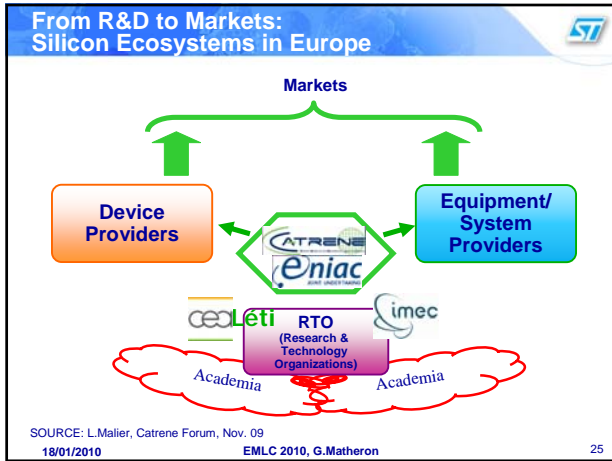 From R&D to Markets:
Silicon Ecosystems in Europe
ST
Markets
Device
Providers
Equipment/
System
Providers
CATRENE
eniac
JOINT UNDERTAKING
cea Léti
imec
RTO
(Research &
Technology
Organizations)
Academia
Academia
SOURCE: L.Malier, Catrene Forum, Nov. 09
18/01/2010
EMLC 2010, G.Matheron
25